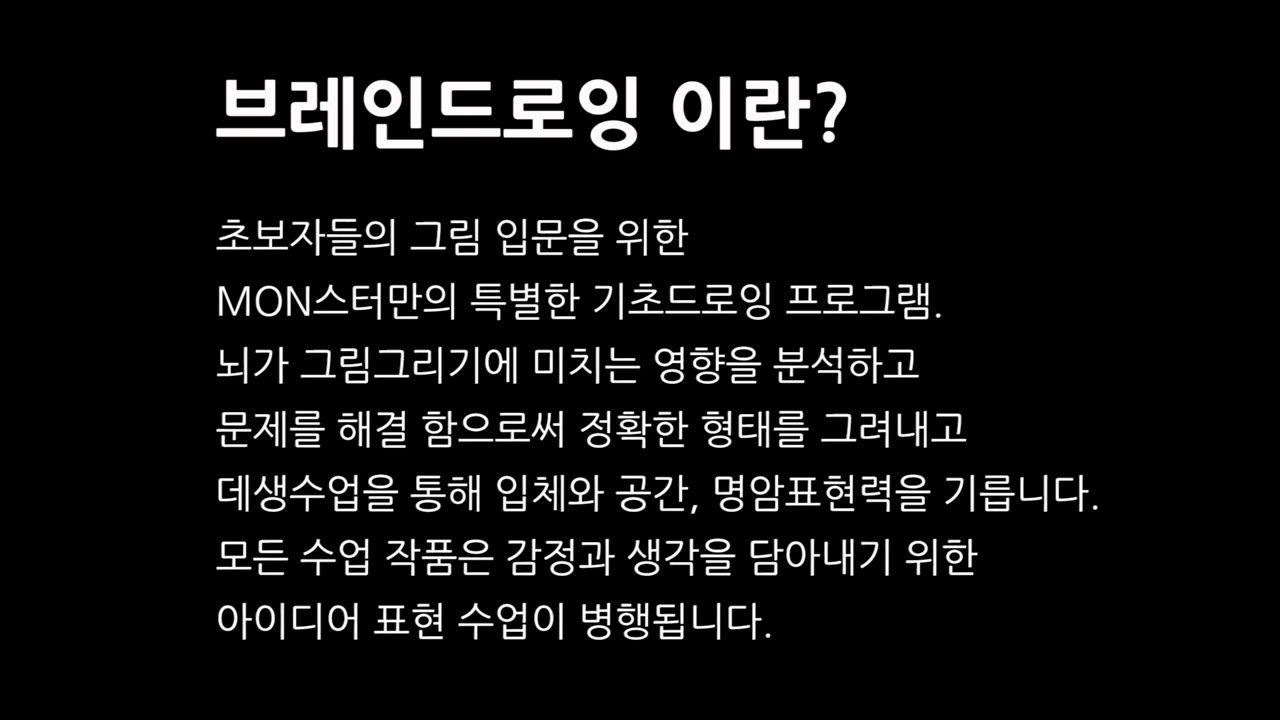 브레인드로잉 이란?
초보자들의 그림 입문을 위한
MON스터만의 특별한 기초드로잉 프로그램.
뇌가 그림그리기에 미치는 영향을 분석하고
문제를 해결 함으로써 정확한 형태를 그려내고
데생수업을 통해 입체와 공간, 명암표현력을 기릅니다.
모든 수업 작품은 감정과 생각을 담아내기 위한
아이디어 표현 수업이 병행됩니다.